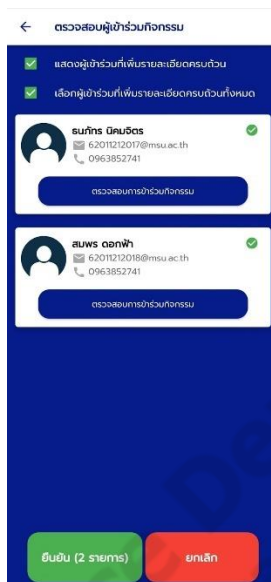 ตรวจสอบผู้เข้าร่วมกิจกรรม
แสดงผู้เข้าร่วมที่เพิ่มรายละเอียดครบถ้วน
เลือกผู้เข้าร่วมที่เพิ่มรายละเอียดครบถ้วนทั้งหมด
ธนภัทร นิคมจิตร
62011212017@msu.ac.th
0963852741
ตรวจสอบการเข้าร่วมกิจกรรม
สมพร ดอกฟ้า
62011212018@msu.ac.th
0963852741
ตรวจสอบการเข้าร่วมกิจกรรม
ยืนยัน (2 รายการ)
ยกเลิก